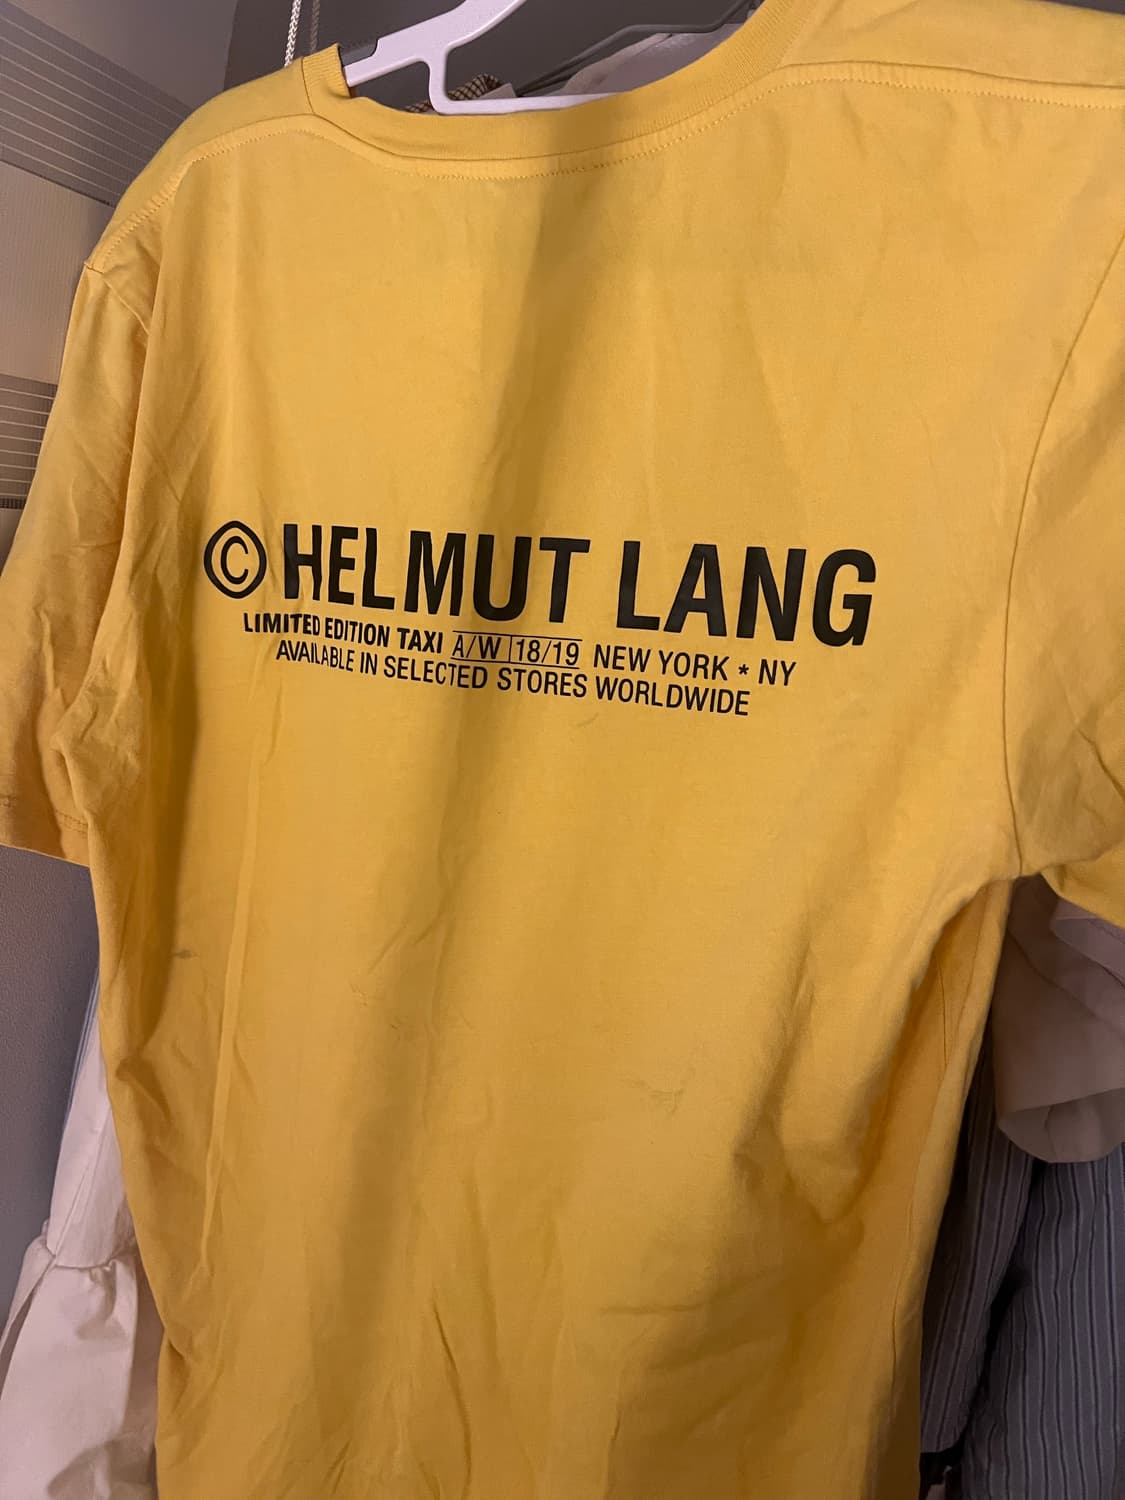 © HELMUT LANG
LIMITED EDITION TAXI A/W 18/19 NEW YORK * NY
AVAILABLE IN SELECTED STORES WORLDWIDE